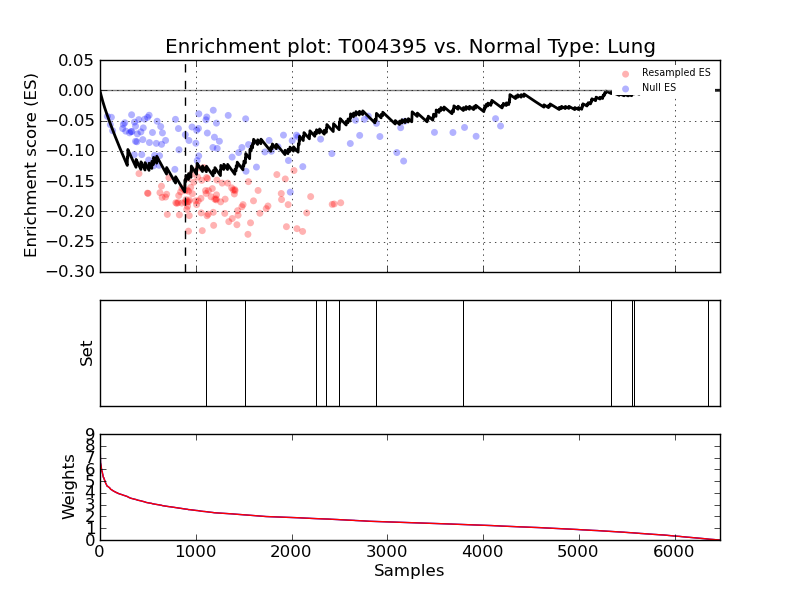 Enrichment plot: T004395 vs. Normal Type: Lung
Enrichment score (ES)
0.05
0.00
−0.05
−0.10
−0.15
−0.20
−0.25
−0.30
Resampled ES
Null ES
Set
Weights
9
8
7
6
5
4
3
2
1
0
0 1000 2000 3000 4000 5000 6000
Samples